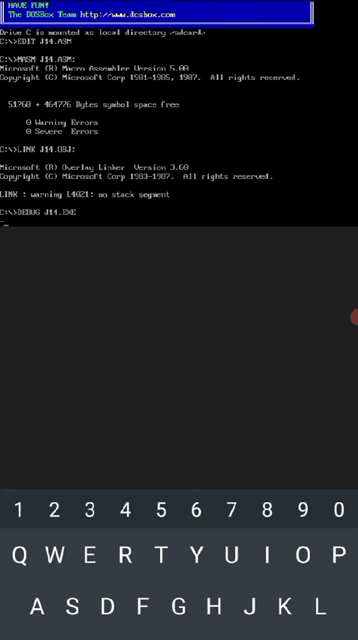 HAVE FUN!
The DOSBox Team http://www.dosbox.com
Drive C is mounted as local directory /sdcard/
C:\>EDIT J14.ASM
C:\>MASM J14.ASM;
Microsoft (R) Macro Assembler Version 5.00
Copyright (C) Microsoft Corp 1981-1985, 1987.  All rights reserved.
51768 + 464776 Bytes symbol space free
0 Warning Errors
0 Severe  Errors
C:\>LINK J14.OBJ;
Microsoft (R) Overlay Linker  Version 3.60
Copyright (C) Microsoft Corp 1983-1987.  All rights reserved.
LINK : warning L4021: no stack segment
C:\>DEBUG J14.EXE
-
1 2 3 4 5 6 7 8 9 0
Q W E R T Y U I O P
A S D F G H J K L